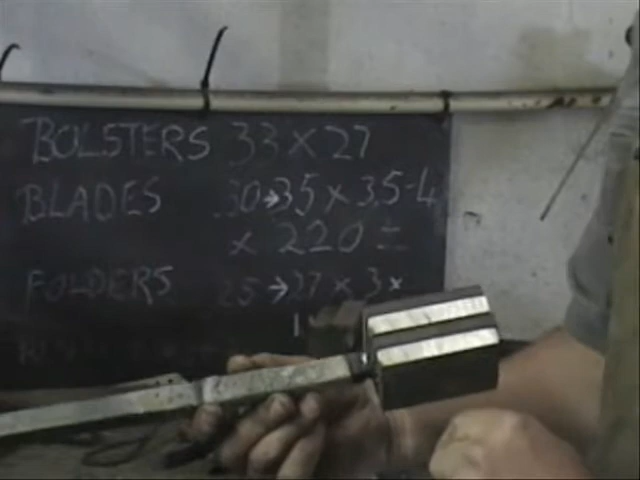 BOLSTERS 33 x 27
BLADES 30→35 x 3.5-4
x 220 =
FOLDERS 25→27 x 3 x